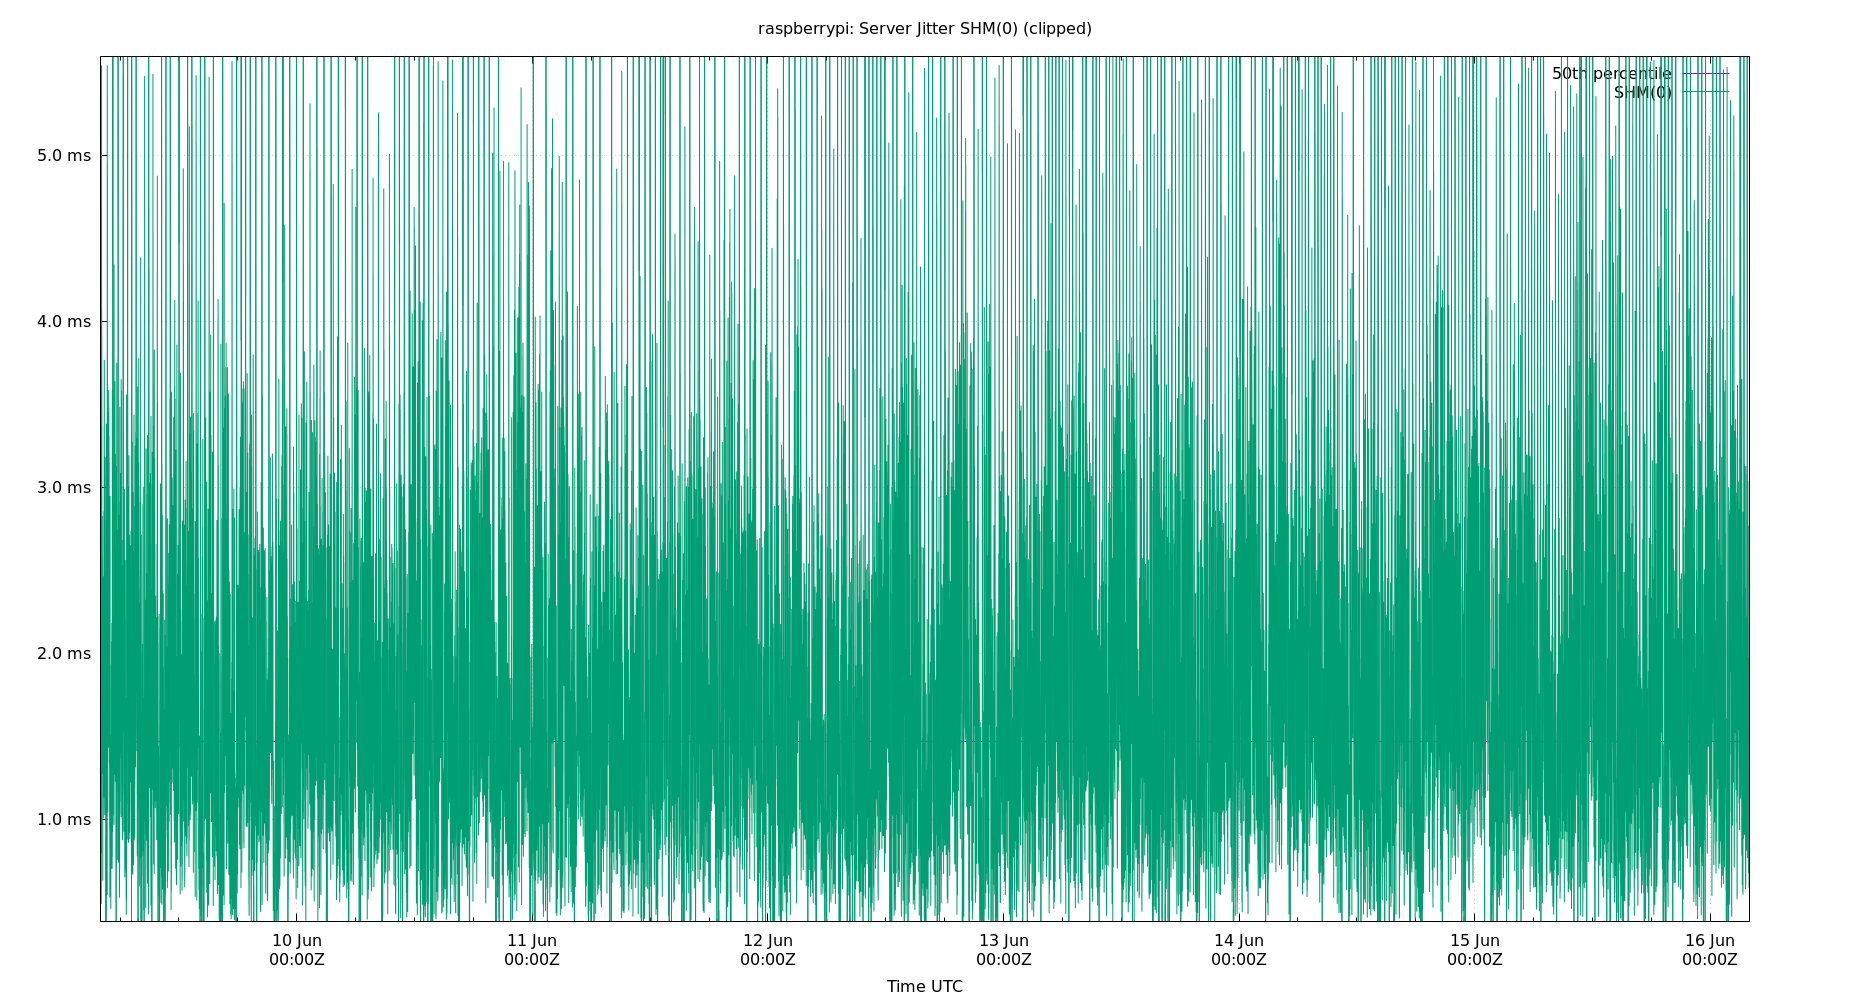 raspberrypi: Server Jitter SHM(0) (clipped)
50th percentile
SHM(0)
5.0 ms
4.0 ms
3.0 ms
2.0 ms
1.0 ms
10 Jun 11 Jun 12 Jun 13 Jun 14 Jun 15 Jun 16 Jun
00:00Z 00:00Z 00:00Z 00:00Z 00:00Z 00:00Z 00:00Z
Time UTC